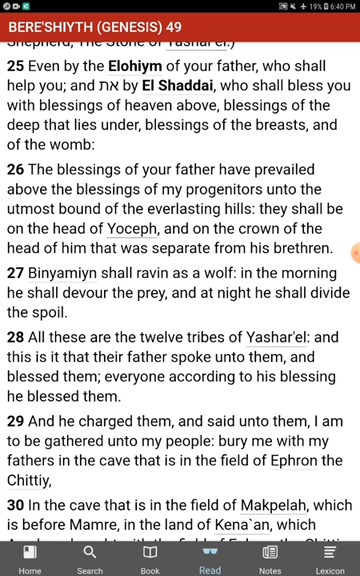 19% 6:40 PM
BERE'SHIYTH (GENESIS) 49
Shepherd, The Stone of Yashar'el:)
25 Even by the Elohiym of your father, who shall
help you; and את by El Shaddai, who shall bless you
with blessings of heaven above, blessings of the
deep that lies under, blessings of the breasts, and
of the womb:
26 The blessings of your father have prevailed
above the blessings of my progenitors unto the
utmost bound of the everlasting hills: they shall be
on the head of Yoceph, and on the crown of the
head of him that was separate from his brethren.
27 Binyamiyn shall ravin as a wolf: in the morning
he shall devour the prey, and at night he shall divide
the spoil.
28 All these are the twelve tribes of Yashar'el: and
this is it that their father spoke unto them, and
blessed them; everyone according to his blessing
he blessed them.
29 And he charged them, and said unto them, I am
to be gathered unto my people: bury me with my
fathers in the cave that is in the field of Ephron the
Chittiy,
30 In the cave that is in the field of Makpelah, which
is before Mamre, in the land of Kena`an, which
Home Search Book Read Notes Lexicon